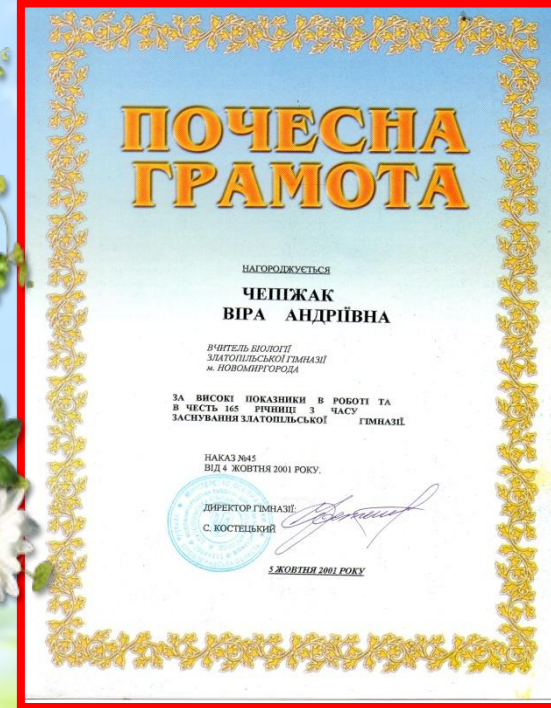 ПОЧЕСНА
ГРАМОТА
НАГОРОДЖУЄТЬСЯ
ЧЕПІЖАК
ВІРА АНДРІЇВНА
ВЧИТЕЛЬ БІОЛОГІЇ
ЗЛАТОПІЛЬСЬКОЇ ГІМНАЗІЇ
м. НОВОМИРГОРОДА
ЗА ВИСОКІ ПОКАЗНИКИ В РОБОТІ ТА
В ЧЕСТЬ 165 РІЧНИЦІ З ЧАСУ
ЗАСНУВАННЯ ЗЛАТОПІЛЬСЬКОЇ ГІМНАЗІЇ.
НАКАЗ №45
ВІД 4 ЖОВТНЯ 2001 РОКУ.
ДИРЕКТОР ГІМНАЗІЇ:
С. КОСТЕЦЬКИЙ
5 ЖОВТНЯ 2001 РОКУ